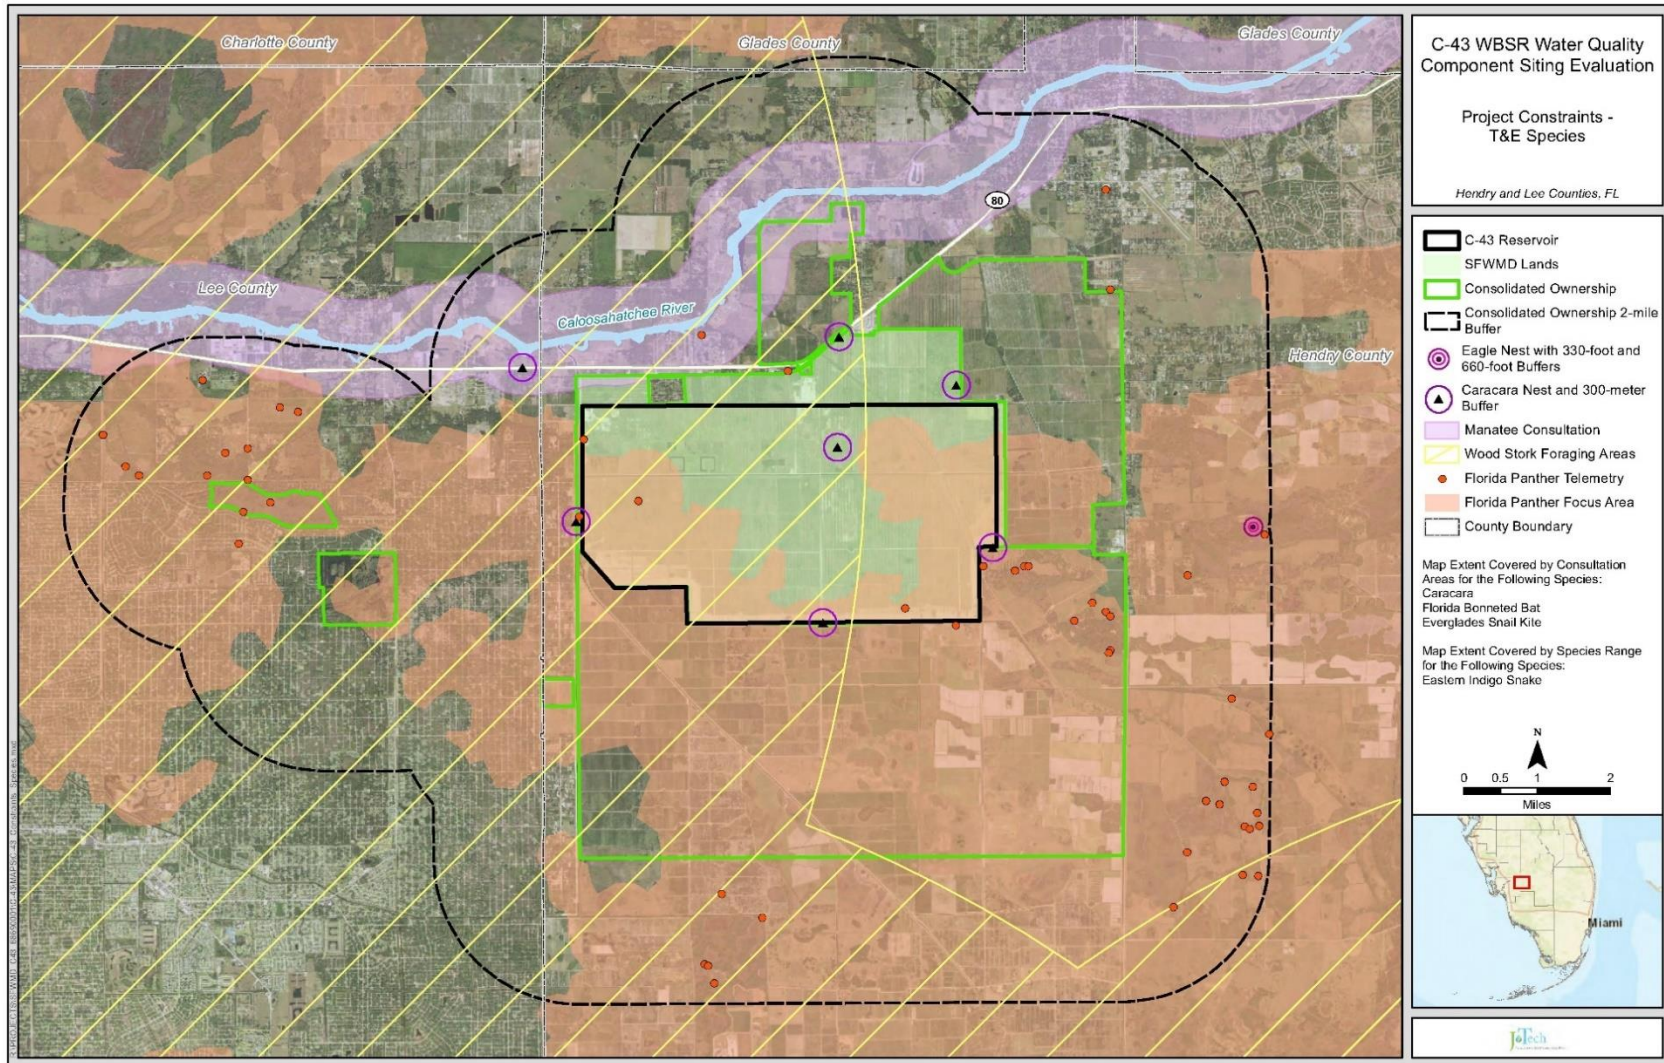 Charlotte County
Glades County
Glades County
80
Lee County
Caloosahatchee River
Hendry County
C-43 WBSR Water Quality
Component Siting Evaluation
Project Constraints -
T&E Species
Hendry and Lee Counties, FL
C-43 Reservoir
SFWMD Lands
Consolidated Ownership
Consolidated Ownership 2-mile
Buffer
Eagle Nest with 330-foot and
660-foot Buffers
Caracara Nest and 300-meter
Buffer
Manatee Consultation
Wood Stork Foraging Areas
Florida Panther Telemetry
Florida Panther Focus Area
County Boundary
Map Extent Covered by Consultation
Areas for the Following Species:
Caracara
Florida Bonneted Bat
Everglades Snail Kite
Map Extent Covered by Species Range
for the Following Species:
Eastern Indigo Snake
N
0 0.5 1 2
Miles
Miami
J Tech